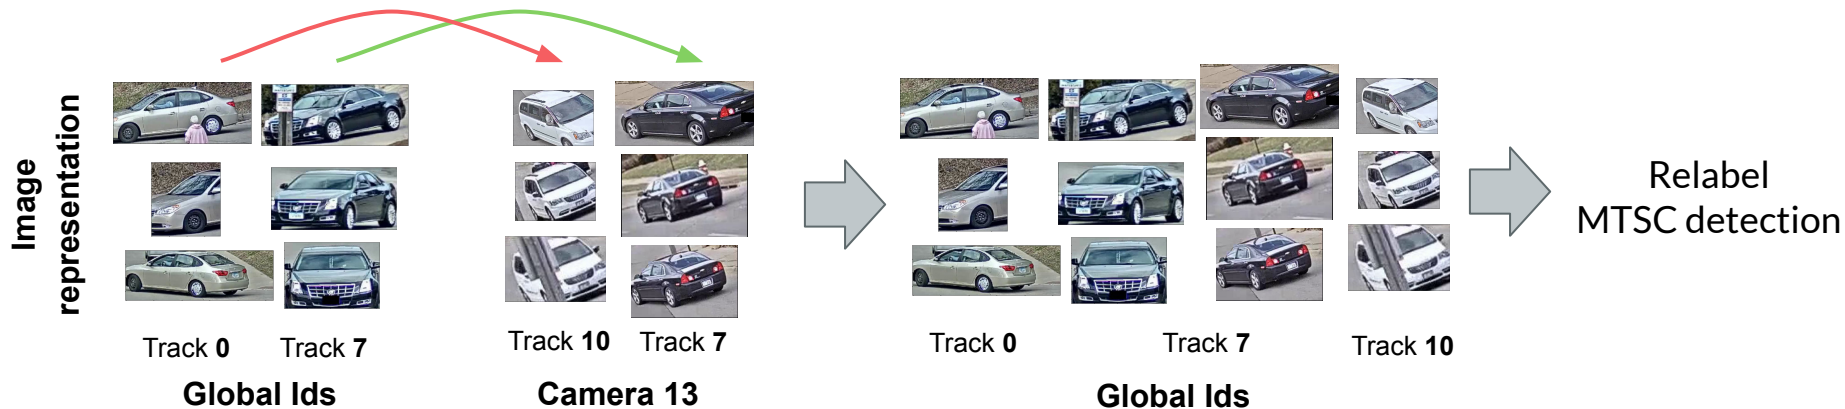 Image
representation
Track 0
Track 7
Global Ids
Track 10
Track 7
Camera 13
Track 0
Track 7
Track 10
Global Ids
Relabel
MTSC detection